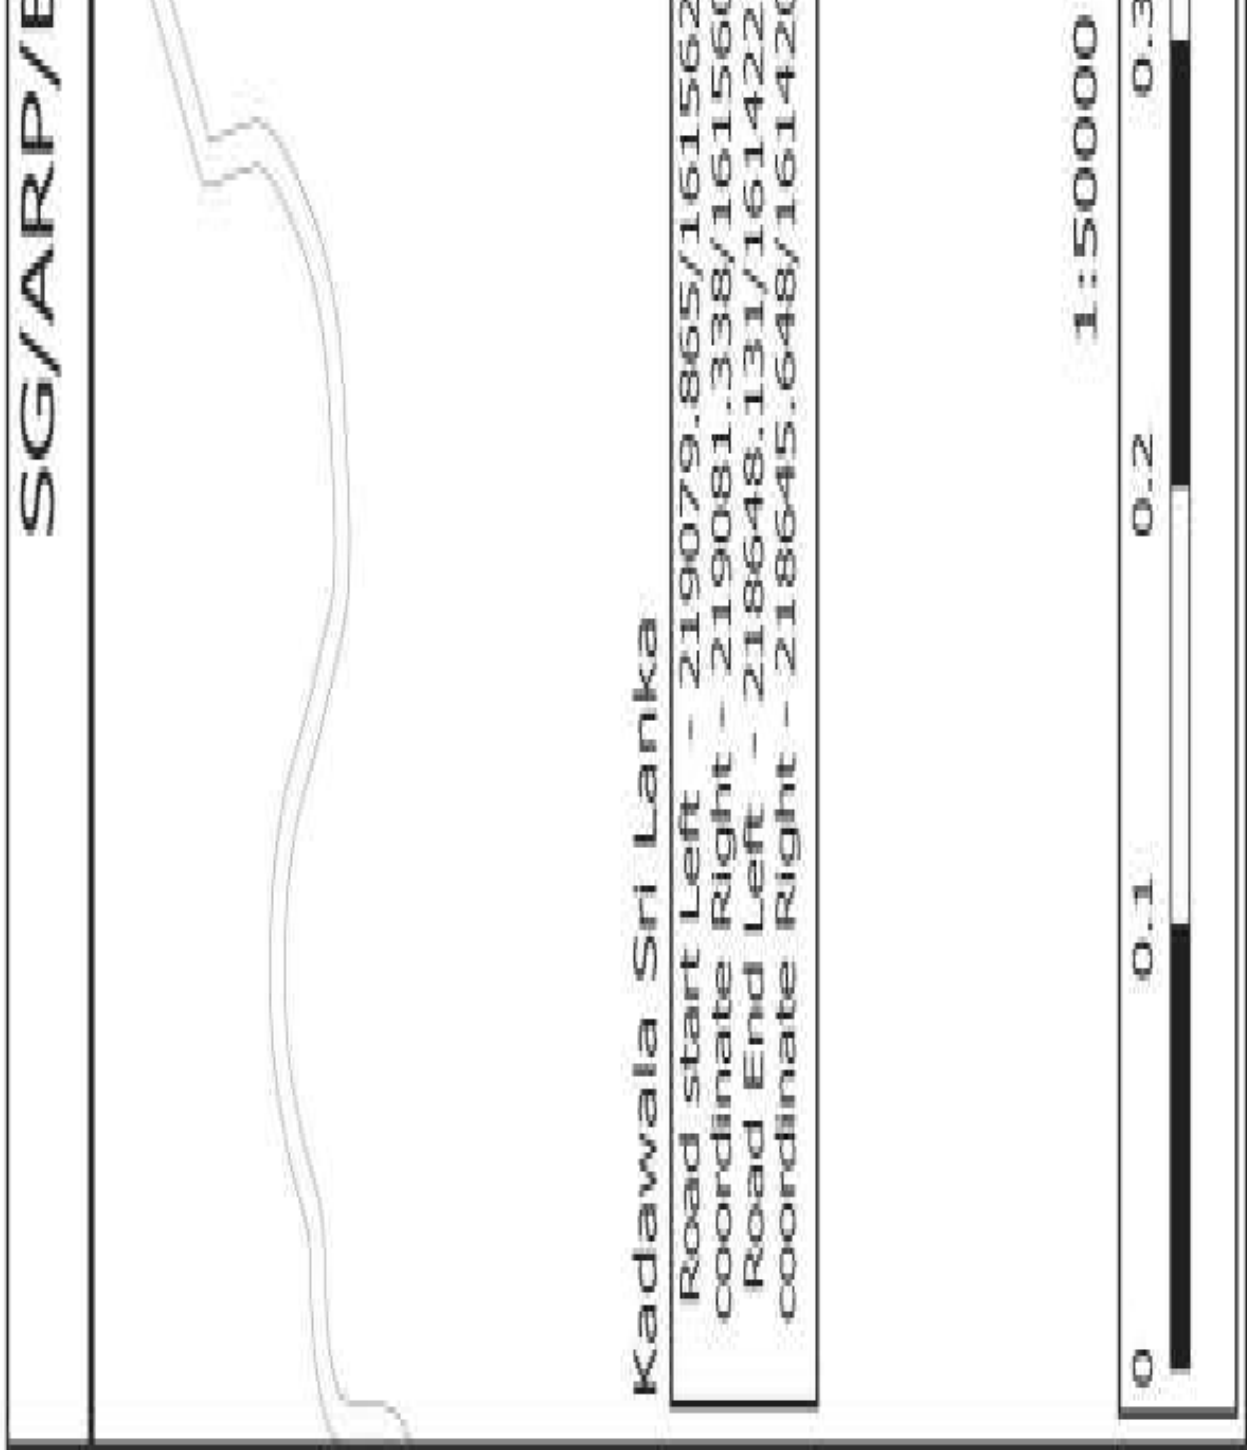 SG/ARP/E
Kadawala Sri Lanka
Road start Left - 219079.865/161562
coordinate Right - 219081.338/161560
Road End Left - 218648.131/161422
coordinate Right - 218645.648/161420
1:50000
0 0.1 0.2 0.3